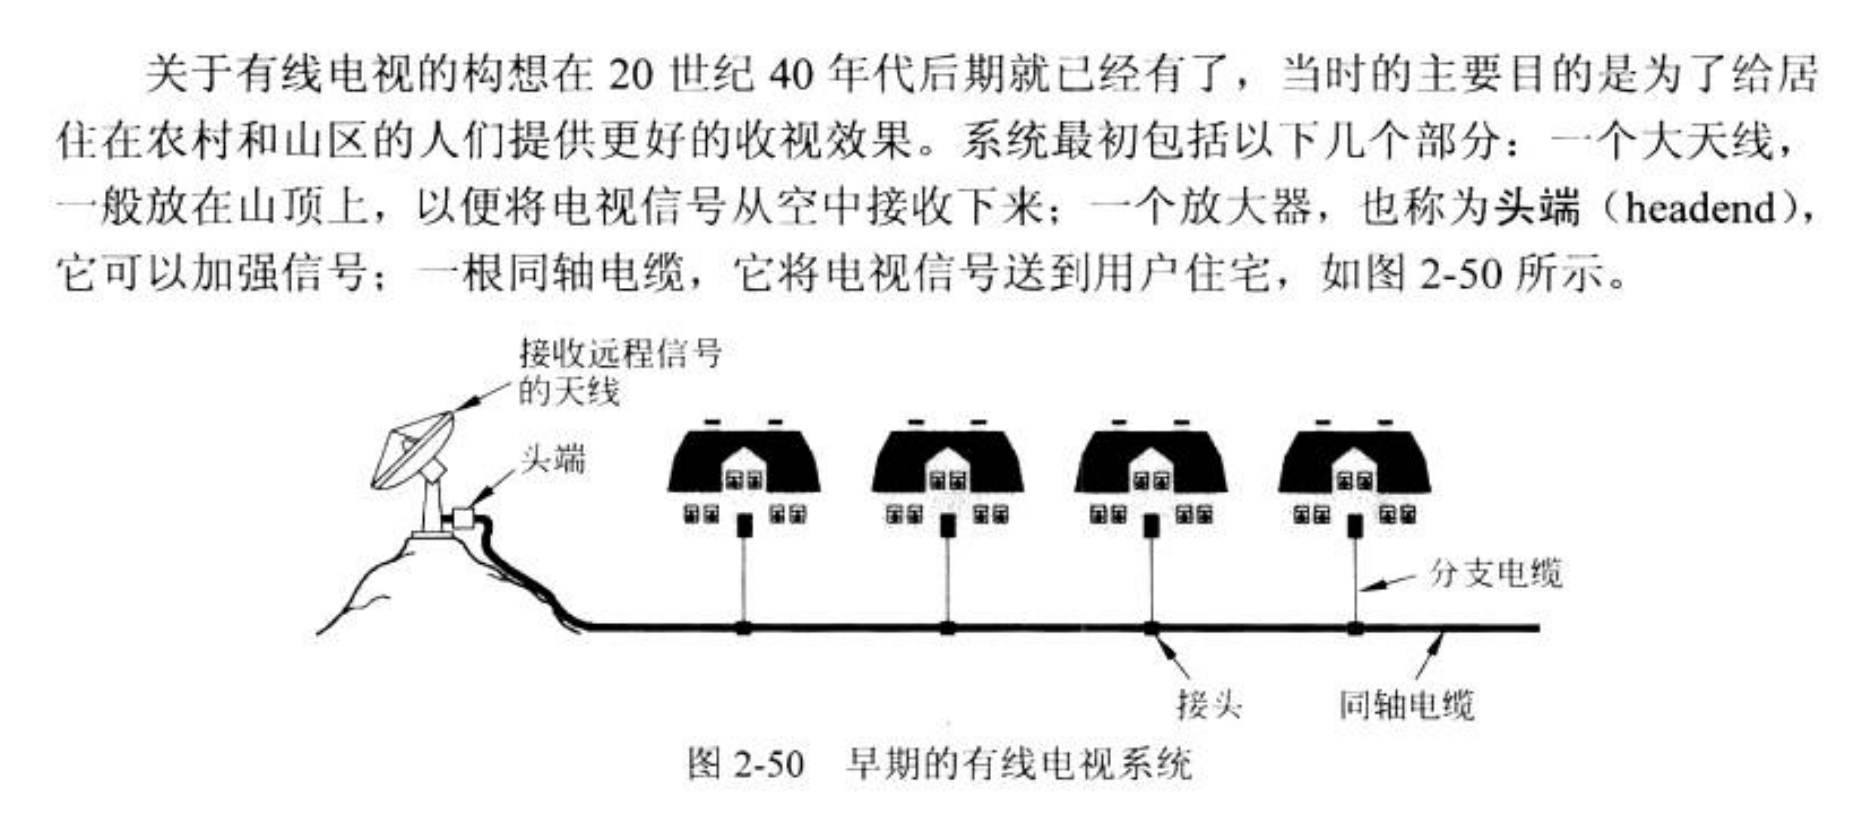 关于有线电视的构想在 20 世纪 40 年代后期就已经有了，当时的主要目的是为了给居
住在农村和山区的人们提供更好的收视效果。系统最初包括以下几个部分：一个大天线，
一般放在山顶上，以便将电视信号从空中接收下来；一个放大器，也称为头端（headend），
它可以加强信号；一根同轴电缆，它将电视信号送到用户住宅，如图 2-50 所示。
接收远程信号
的天线
头端
分支电缆
接头
同轴电缆
图 2-50 早期的有线电视系统